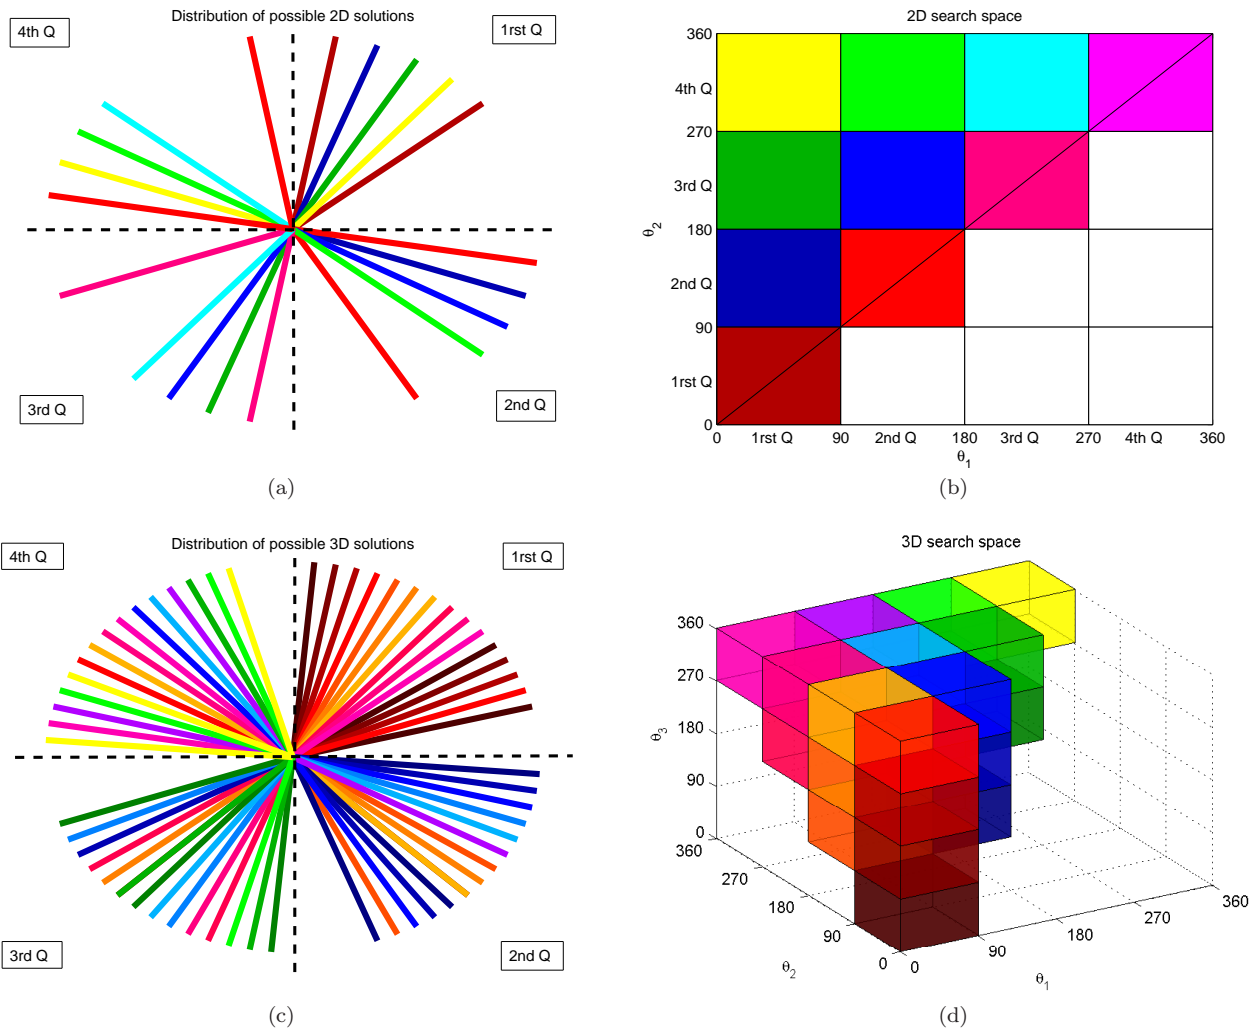 Distribution of possible 2D solutions
4th Q
1rst Q
3rd Q
2nd Q
(a)
2D search space
360
4th Q
270
3rd Q
θ2
180
2nd Q
90
1rst Q
0
0 1rst Q 90 2nd Q 180 3rd Q 270 4th Q 360
θ1
(b)
Distribution of possible 3D solutions
4th Q
1rst Q
3rd Q
2nd Q
(c)
3D search space
360
270
180
θ3
90
0
360
270
180
90
0
θ2
0
90
180
270
360
θ1
(d)